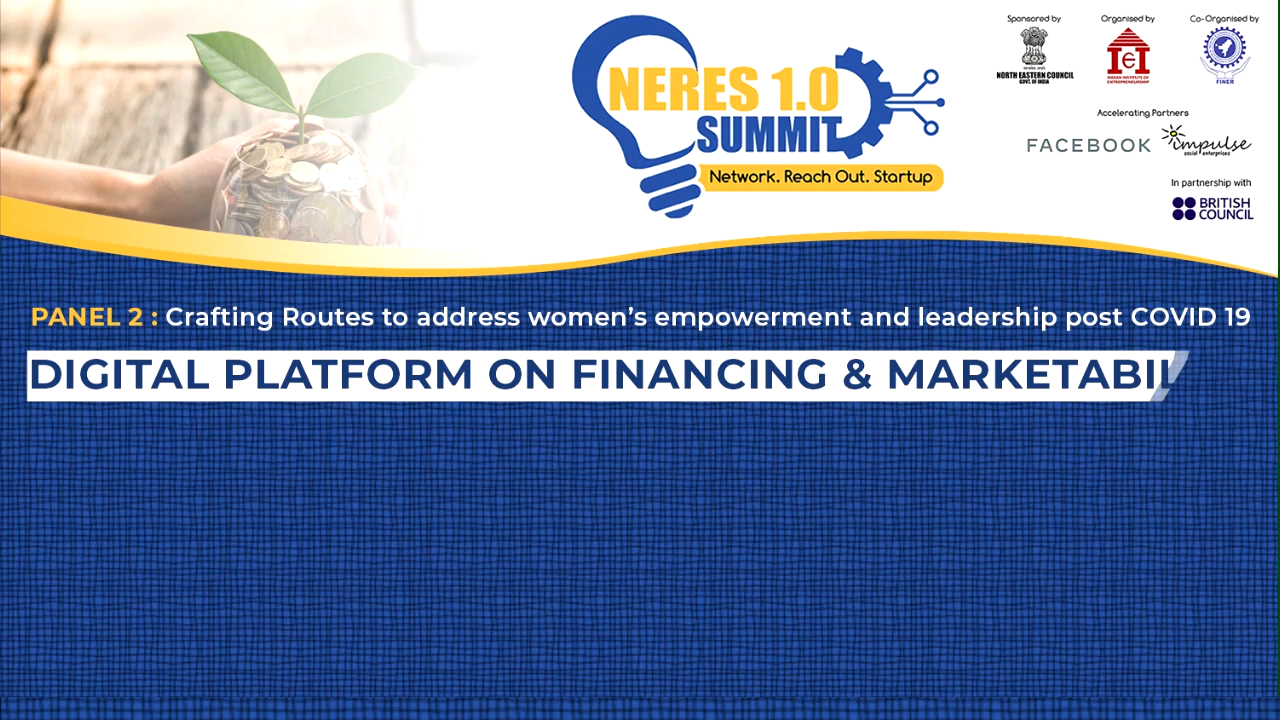 NERES 1.0
SUMMIT
Network. Reach Out. Startup
Sponsored by
NORTH EASTERN COUNCIL
GOVT. OF INDIA
Organised by
INDIAN INSTITUTE OF
ENTREPRENEURSHIP
Co-Organised by
FINER
Accelerating Partners
FACEBOOK
impulse
social enterprises
In partnership with
BRITISH
COUNCIL
PANEL 2 : Crafting Routes to address women’s empowerment and leadership post COVID 19
DIGITAL PLATFORM ON FINANCING & MARKETABIL